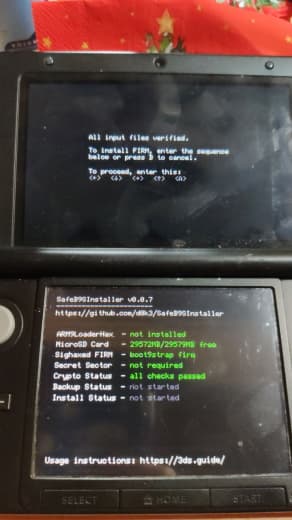 All input files verified.
To install FIRM, enter the sequence
below or press B to cancel.
To proceed, enter this:
SafeB9SInstaller v0.0.7
https://github.com/d0k3/SafeB9SInstaller
ARM9LoaderHax - not installed
MicroSD Card - 29572MB/29579MB free
Sighaxed FIRM - boot9strap firm
Secret Sector - not required
Crypto Status - all checks passed
Backup Status - not started
Install Status - not started
Usage instructions: https://3ds.guide/
SELECT
HOME
START